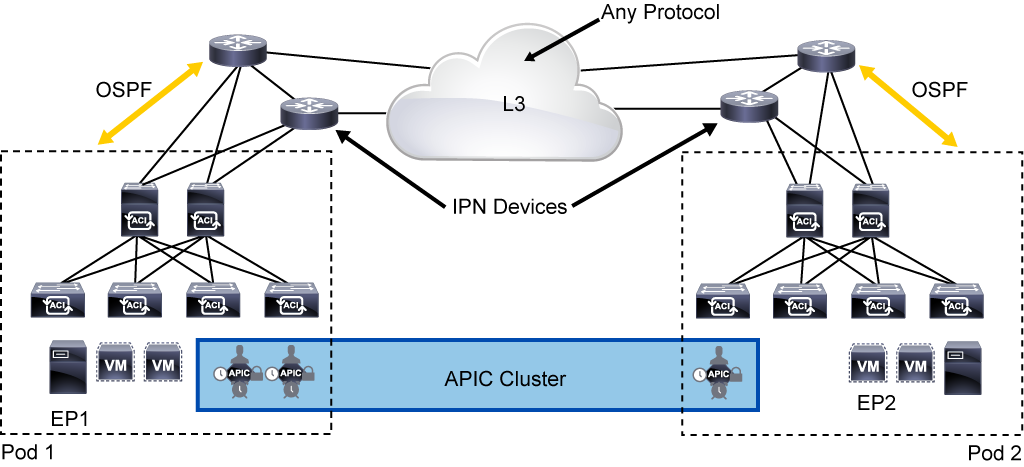 Any Protocol
OSPF
L3
OSPF
IPN Devices
ACI
ACI
ACI
ACI
ACI
ACI
ACI
ACI
ACI
ACI
ACI
ACI
VM
VM
APIC
APIC
APIC Cluster
APIC
VM
VM
EP1
EP2
Pod 1
Pod 2